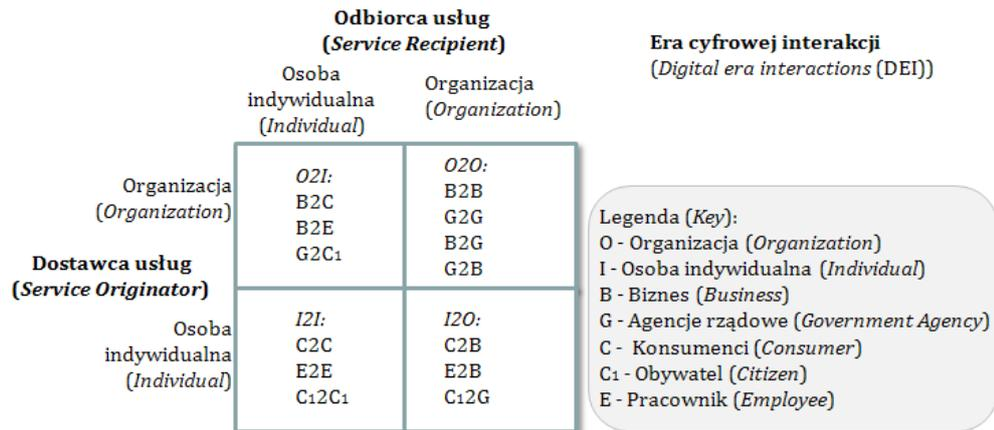 Odbiorca usług
(Service Recipient)
Era cyfrowej interakcji
(Digital era interactions (DEI))
Osoba
indywidualna
(Individual)
Organizacja
(Organization)
Organizacja
(Organization)
O2I:
B2C
B2E
G2C₁
O2O:
B2B
G2G
B2G
G2B
Dostawca usług
(Service Originator)
Osoba
indywidualna
(Individual)
I2I:
C2C
E2E
C₁2C₁
I2O:
C2B
E2B
C₁2G
Legenda (Key):
O - Organizacja (Organization)
I - Osoba indywidualna (Individual)
B - Biznes (Business)
G - Agencje rządowe (Government Agency)
C - Konsumenci (Consumer)
C₁ - Obywatel (Citizen)
E - Pracownik (Employee)